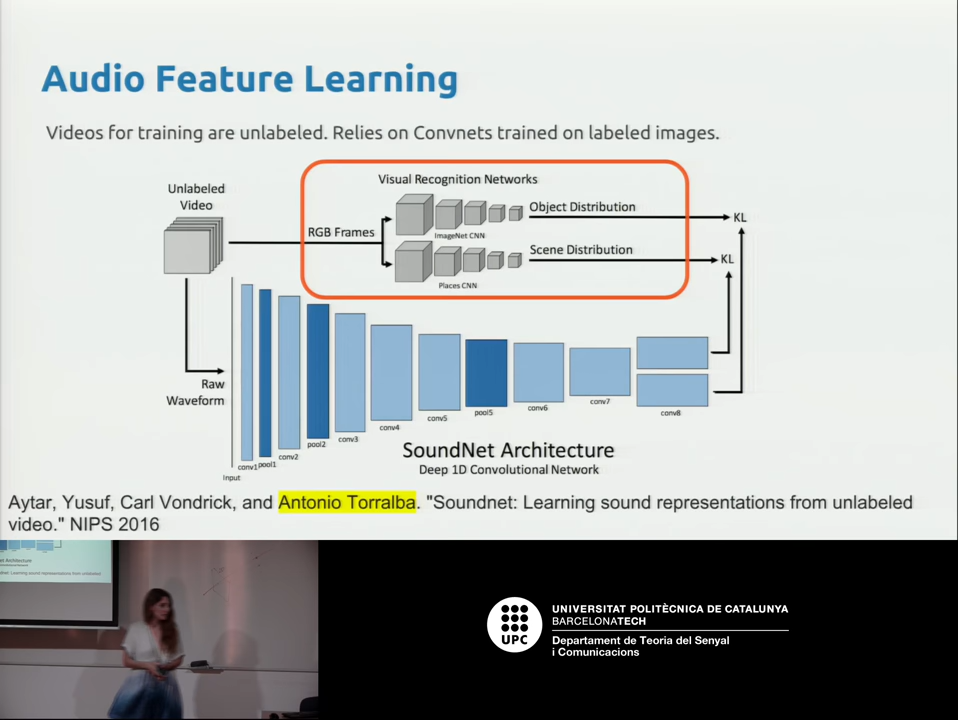 Audio Feature Learning
Videos for training are unlabeled. Relies on Convnets trained on labeled images.
Unlabeled
Video
Visual Recognition Networks
RGB Frames
ImageNet CNN
Object Distribution
KL
Places CNN
Scene Distribution
KL
Raw
Waveform
Input
conv1
pool1
conv2
pool2
conv3
conv4
conv5
pool5
conv6
conv7
conv8
SoundNet Architecture
Deep 1D Convolutional Network
Aytar, Yusuf, Carl Vondrick, and Antonio Torralba. "Soundnet: Learning sound representations from unlabeled
video." NIPS 2016
UPC
UNIVERSITAT POLITÈCNICA DE CATALUNYA
BARCELONATECH
Departament de Teoria del Senyal
i Comunicacions